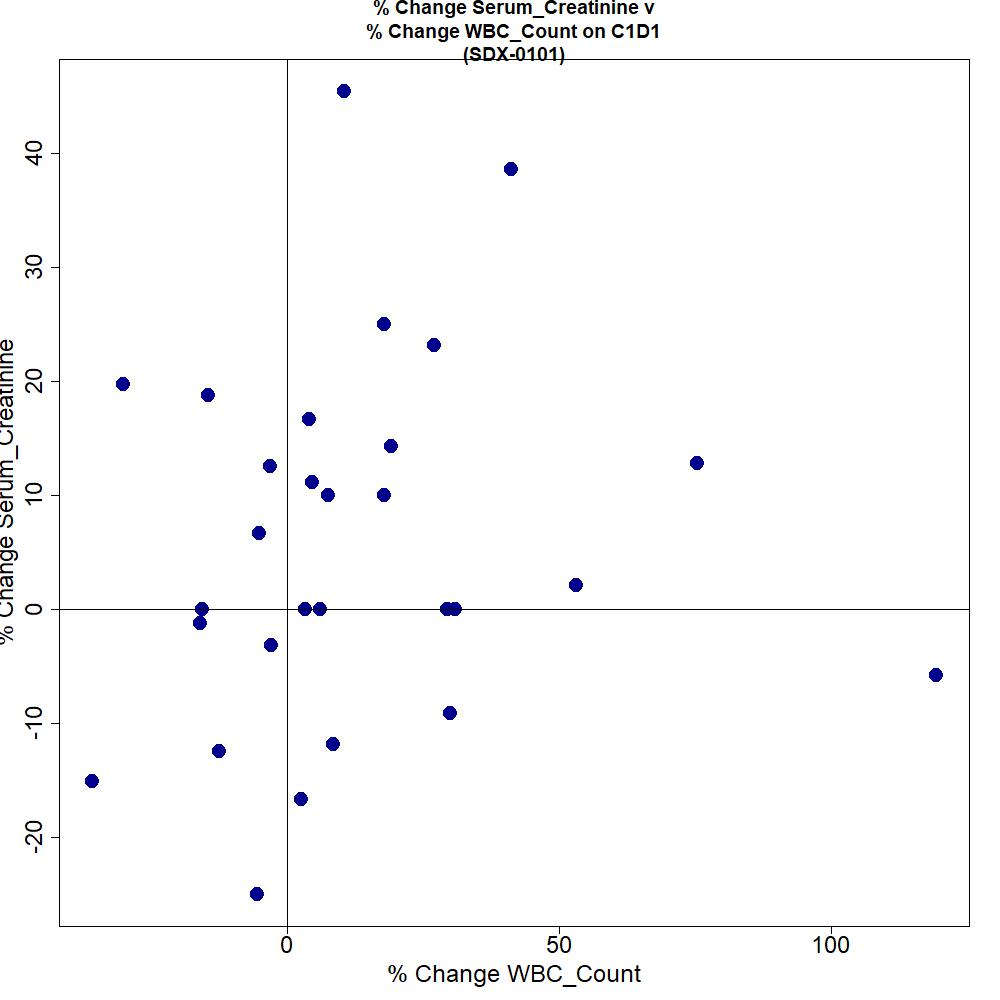 % Change Serum_Creatinine v
% Change WBC_Count on C1D1
(SDX-0101)
% Change Serum_Creatinine
40
30
20
10
0
-10
-20
0
50
100
% Change WBC_Count